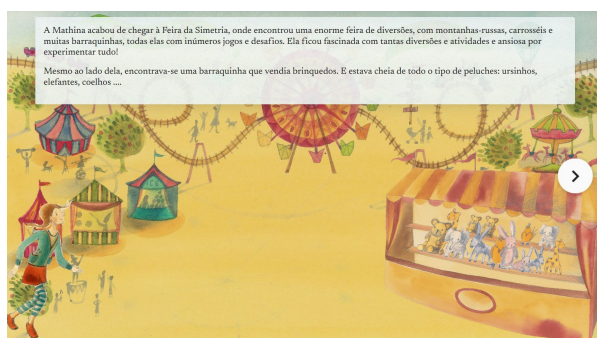 A Mathina acabou de chegar à Feira da Simetria, onde encontrou uma enorme feira de diversões, com montanhas-russas, carrosséis e
muitas barraquinhas, todas elas com inúmeros jogos e desafios. Ela ficou fascinada com tantas diversões e atividades e ansiosa por
experimentar tudo!
Mesmo ao lado dela, encontrava-se uma barraquinha que vendia brinquedos. E estava cheia de todo o tipo de peluches: ursinhos,
elefantes, coelhos ....